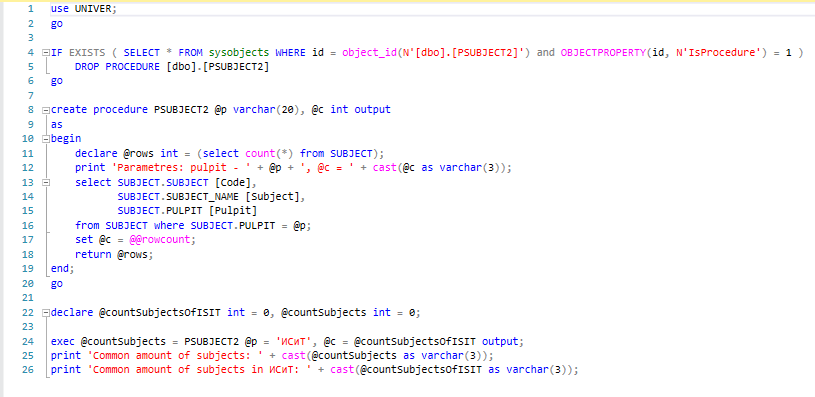 1 use UNIVER;
2 go
3
4 IF EXISTS ( SELECT * FROM sysobjects WHERE id = object_id(N'[dbo].[PSUBJECT2]') and OBJECTPROPERTY(id, N'IsProcedure') = 1 )
5 DROP PROCEDURE [dbo].[PSUBJECT2]
6 go
7
8 create procedure PSUBJECT2 @p varchar(20), @c int output
9 as
10 begin
11 declare @rows int = (select count(*) from SUBJECT);
12 print 'Parametres: pulpit - ' + @p + ', @c = ' + cast(@c as varchar(3));
13 select SUBJECT.SUBJECT [Code],
14 SUBJECT.SUBJECT_NAME [Subject],
15 SUBJECT.PULPIT [Pulpit]
16 from SUBJECT where SUBJECT.PULPIT = @p;
17 set @c = @@rowcount;
18 return @rows;
19 end;
20 go
21
22 declare @countSubjectsOfISIT int = 0, @countSubjects int = 0;
23
24 exec @countSubjects = PSUBJECT2 @p = 'ИСиТ', @c = @countSubjectsOfISIT output;
25 print 'Common amount of subjects: ' + cast(@countSubjects as varchar(3));
26 print 'Common amount of subjects in ИСиТ: ' + cast(@countSubjectsOfISIT as varchar(3));